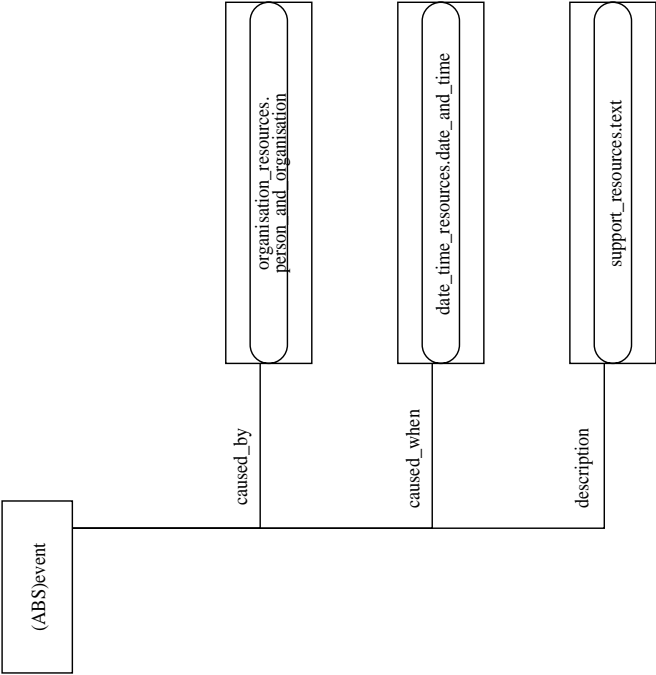 (ABS)event
caused_by
organisation_resources.
person_and_organisation
caused_when
date_time_resources.date_and_time
description
support_resources.text